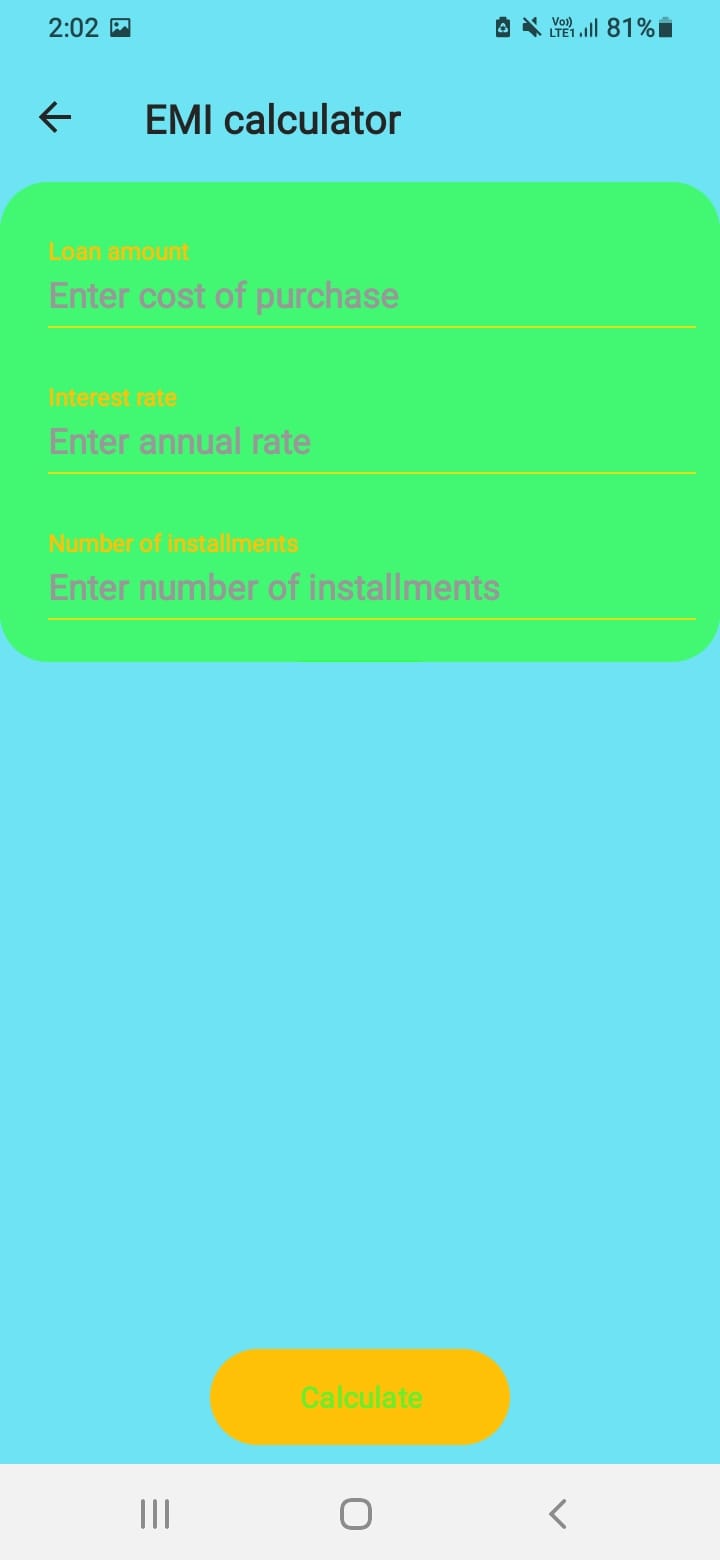 2:02 Vo)) LTE1 81%
EMI calculator
Loan amount
Enter cost of purchase
Interest rate
Enter annual rate
Number of installments
Enter number of installments
Calculate